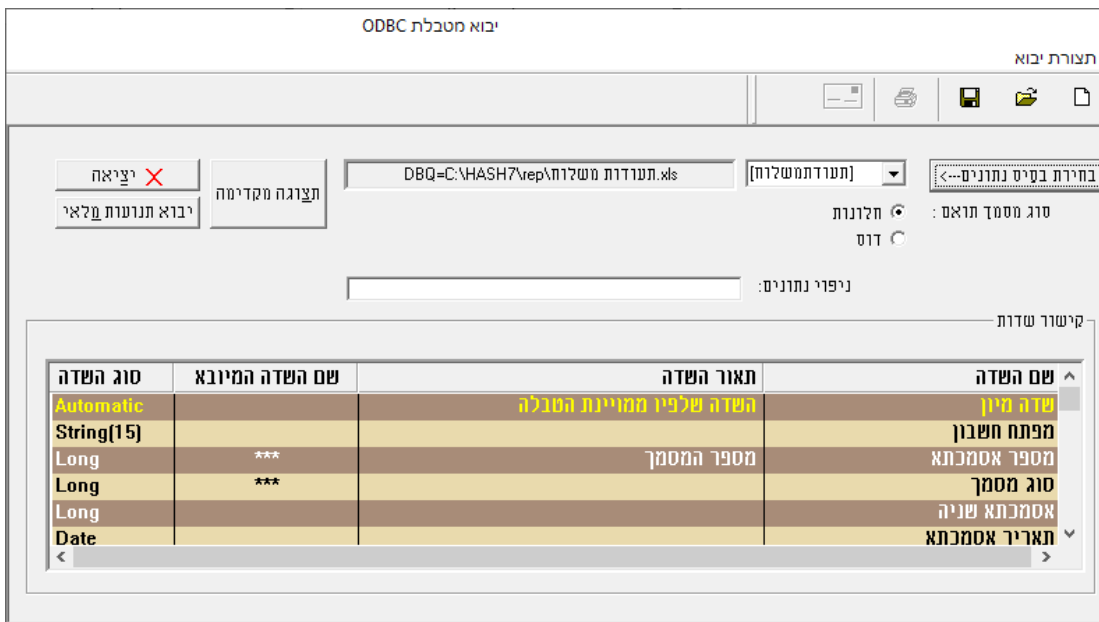 יבוא מטבלת ODBC
תצורת יבוא
בחירת בסיס נתונים--->
[תעודתמשלוח]
DBQ=C:\HASH7\rep\תעודות משלוח.xls
תצוגה מקדימה
יציאה
יבוא תנועות מלאי
סוג מסמך תואם :
חלונות
דוס
ניפוי נתונים:
קישור שדות
שם השדה תאור השדה שם השדה המיובא סוג השדה
שדה מיון השדה שלפיו ממויינת הטבלה Automatic
מפתח חשבון String(15)
מספר אסמכתא מספר המסמך *** Long
סוג מסמך *** Long
אסמכתא שניה Long
תאריך אסמכתא Date